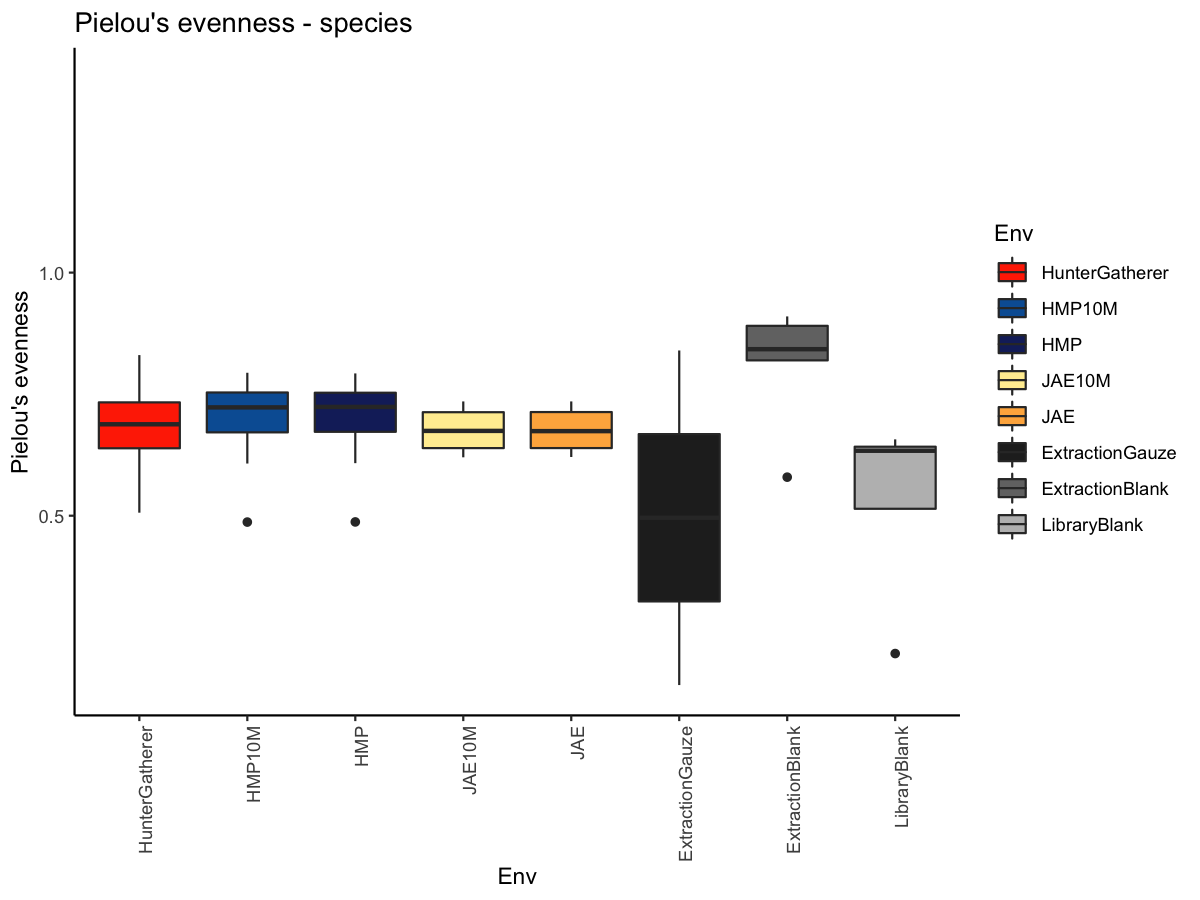 Pielou's evenness - species
Pielou's evenness
1.0
0.5
HunterGatherer
HMP10M
HMP
JAE10M
JAE
ExtractionGauze
ExtractionBlank
LibraryBlank
Env
Env
HunterGatherer
HMP10M
HMP
JAE10M
JAE
ExtractionGauze
ExtractionBlank
LibraryBlank